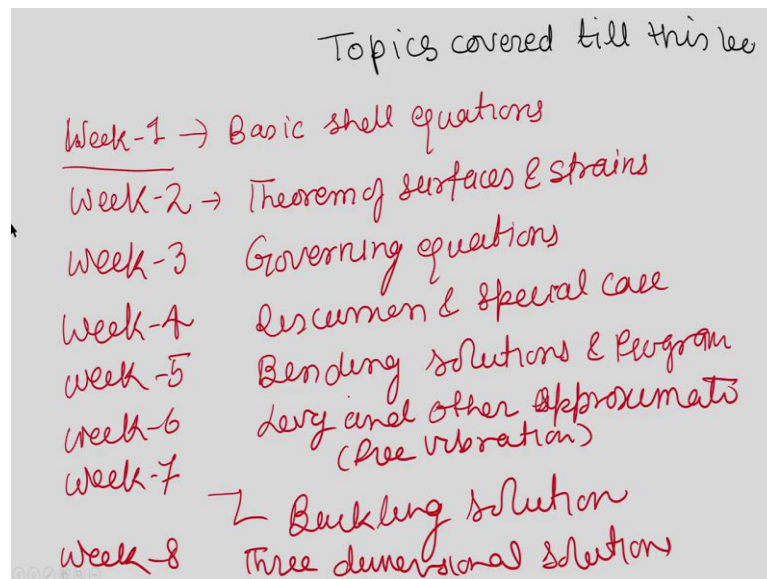 Topics covered till this lec
Week-1 → Basic shell equations
Week-2 → Theorem of surfaces & strains
Week-3 Governing equations
Week-4 Discussion & special case
Week-5 Bending solutions & Program
Week-6 Levy and other approximati
(free vibration)
Week-7
Buckling solution
Week-8 Three dimensional solutions